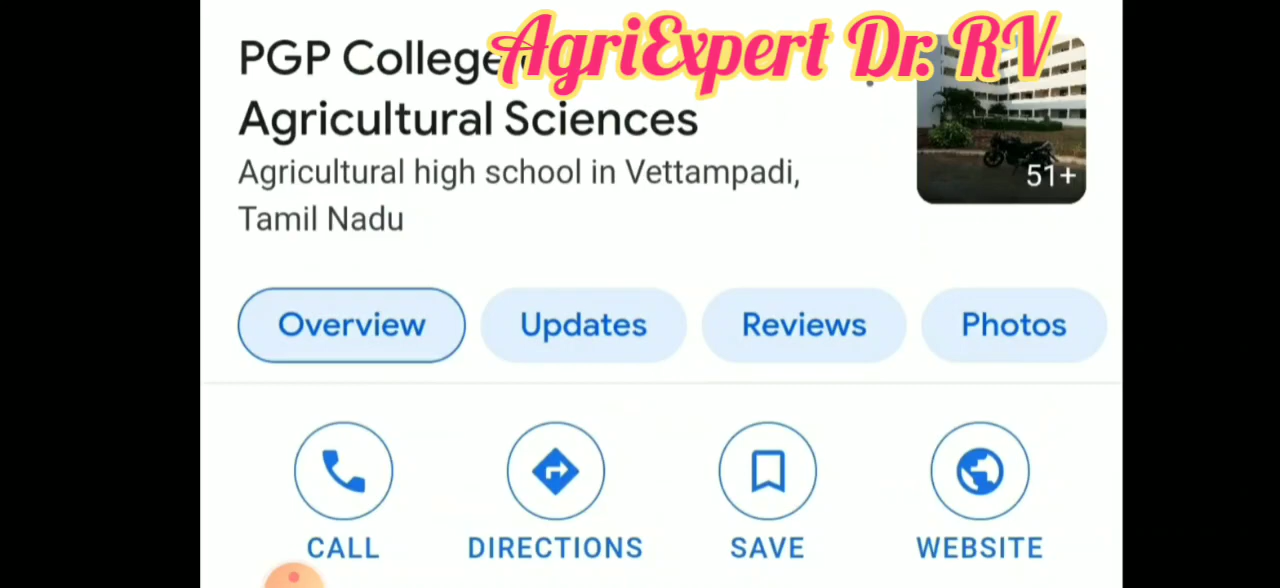 AgriExpert Dr. RV
PGP College
Agricultural Sciences
Agricultural high school in Vettampadi,
Tamil Nadu
51+
Overview
Updates
Reviews
Photos
CALL
DIRECTIONS
SAVE
WEBSITE